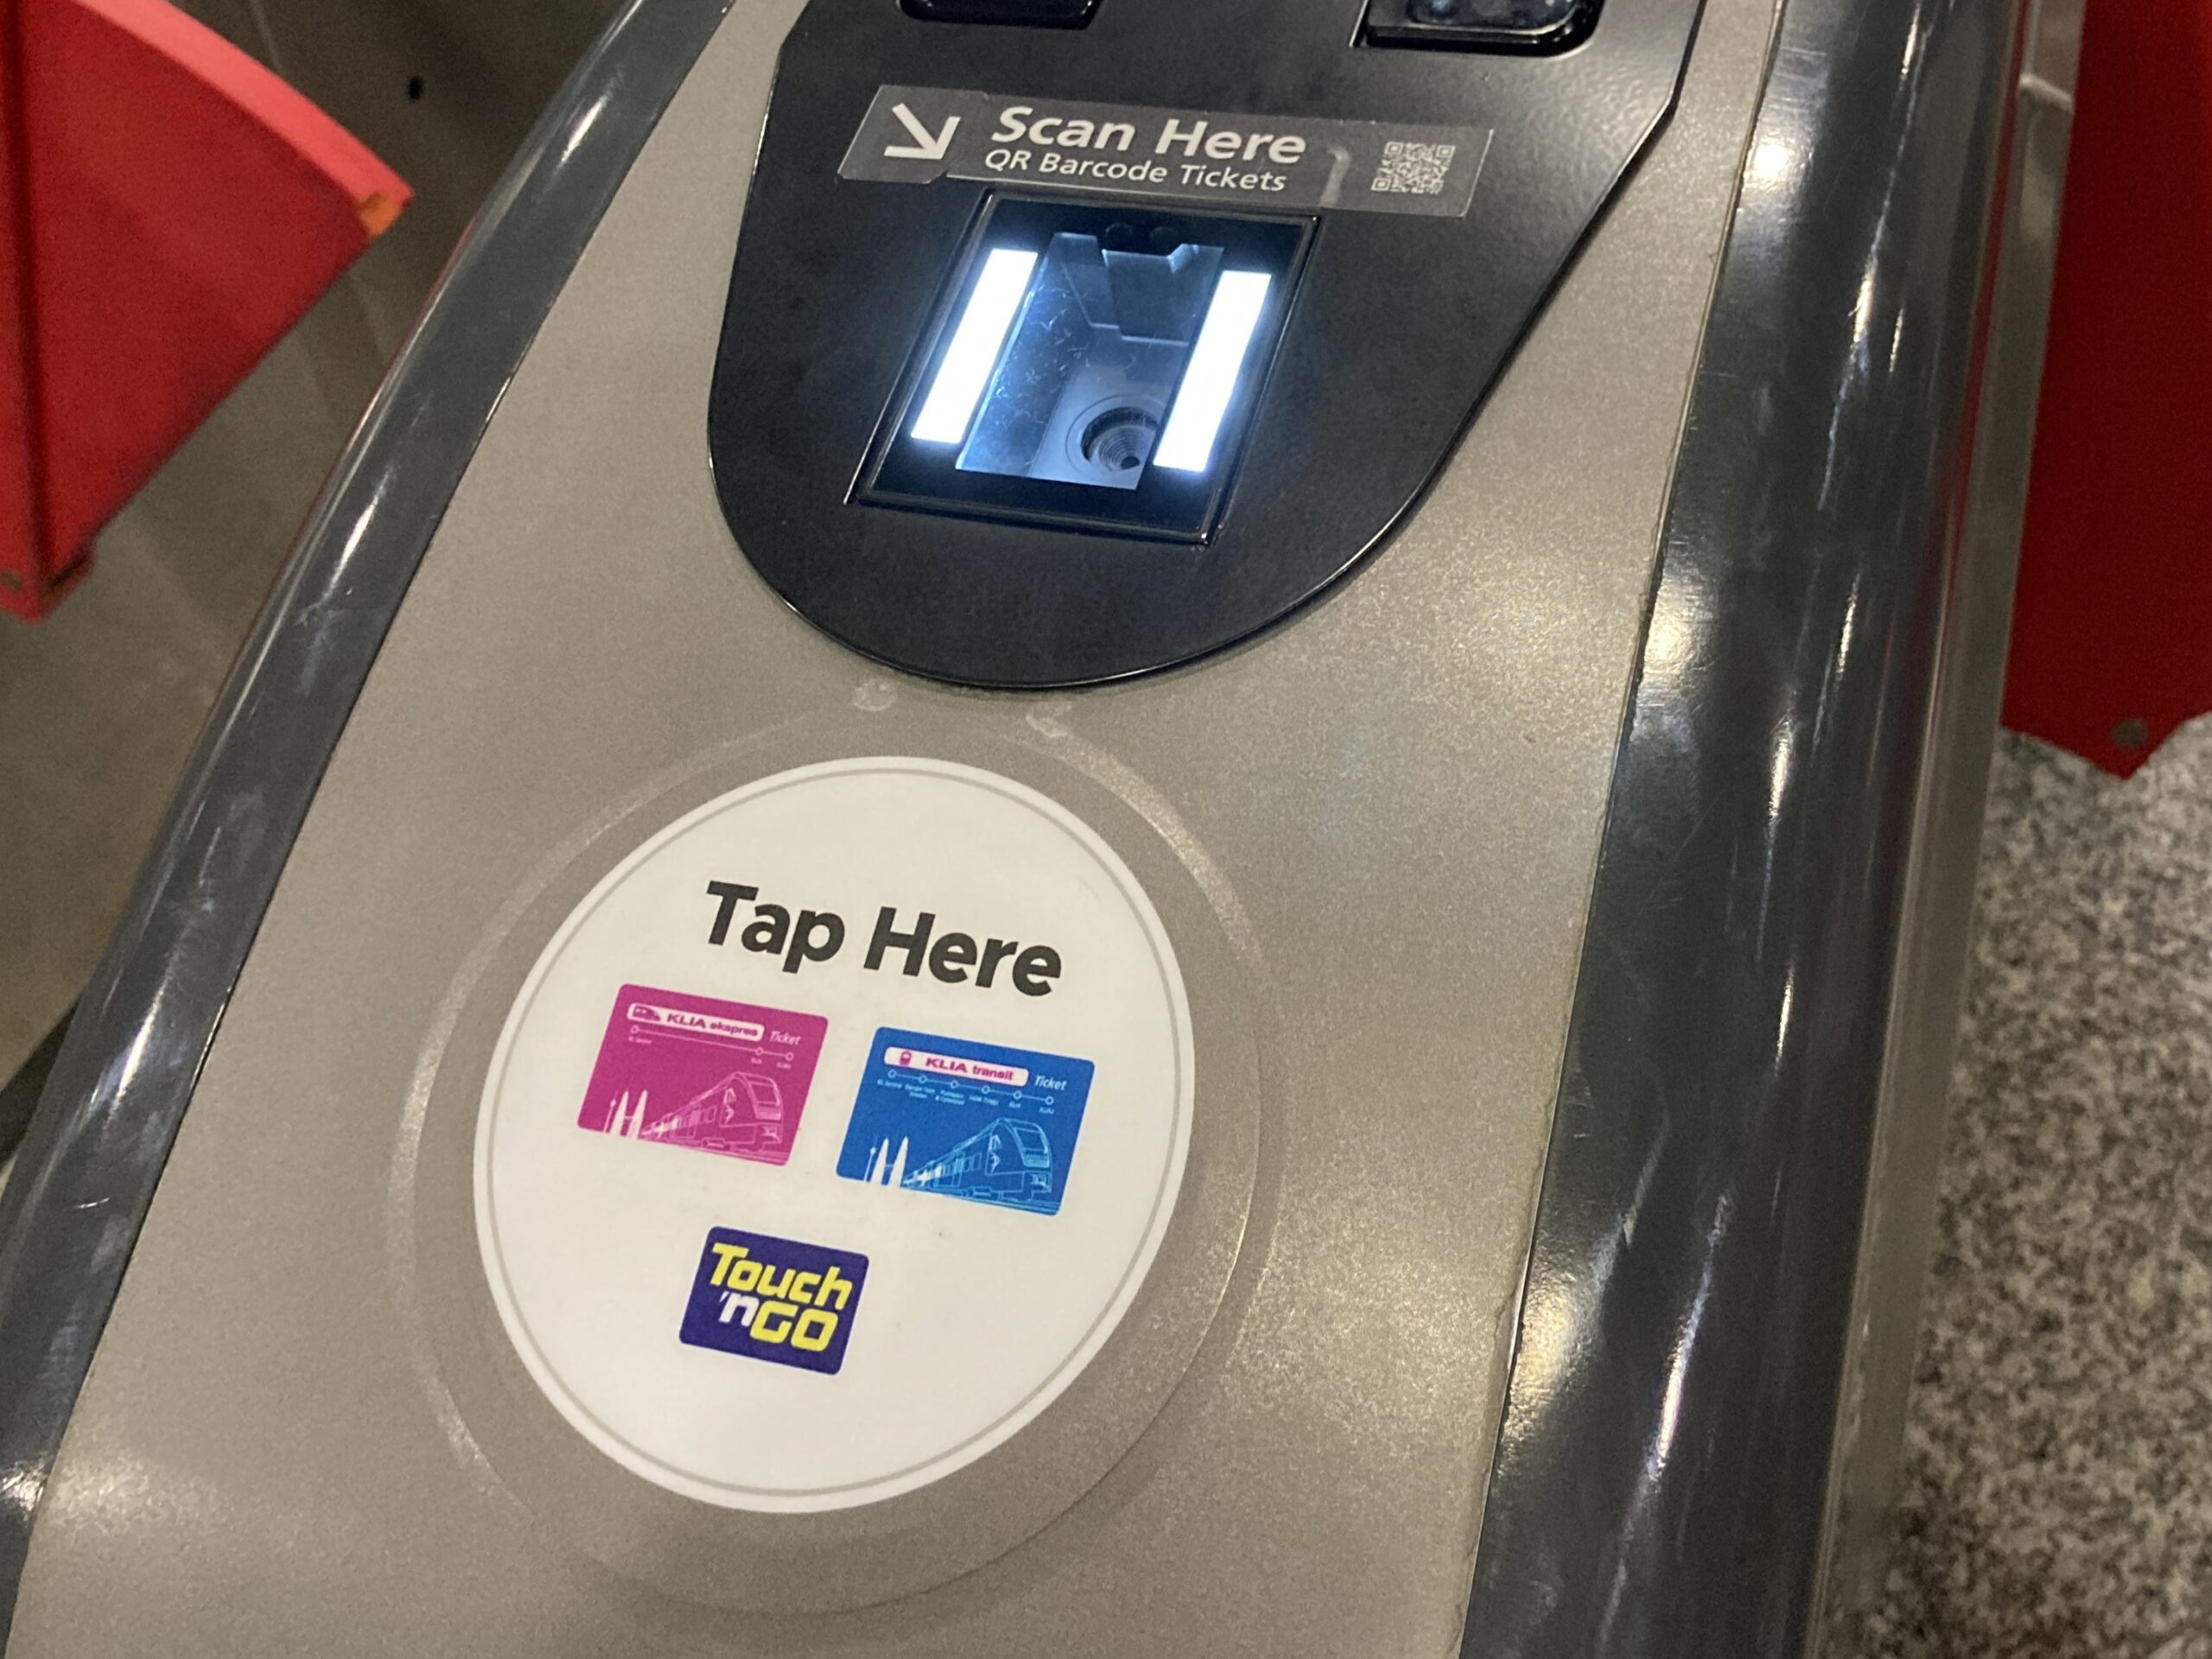 Scan Here
QR Barcode Tickets
Tap Here
KLIA ekspres Ticket
KLIA transit Ticket
Touch
'nGO